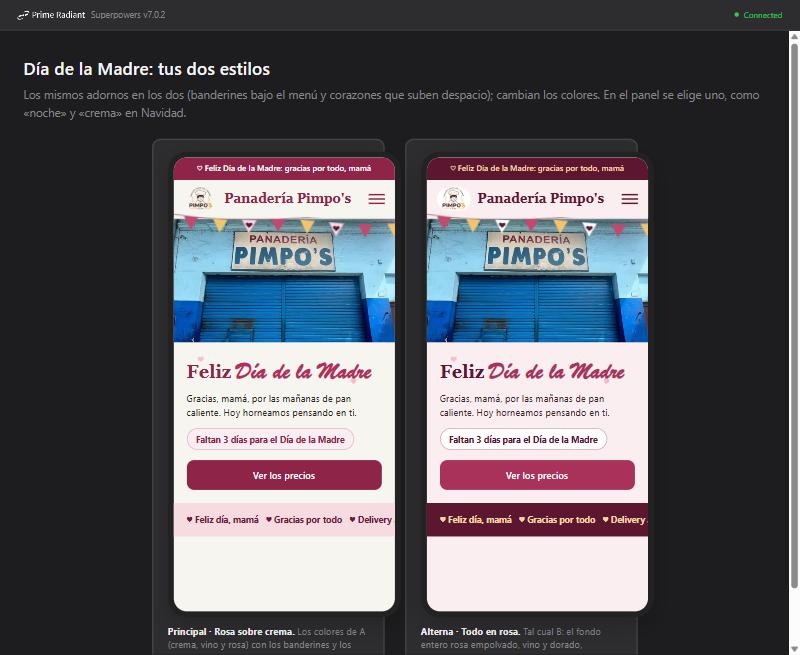 Prime Radiant Superpowers v7.0.2
Connected
Día de la Madre: tus dos estilos
Los mismos adornos en los dos (banderines bajo el menú y corazones que suben despacio); cambian los colores. En el panel se elige uno, como
«noche» y «crema» en Navidad.
♥ Feliz Día de la Madre: gracias por todo, mamá
PIMPO'S
Panadería Pimpo's
PANADERÍA
PIMPO'S
Feliz Día de la Madre
Gracias, mamá, por las mañanas de pan
caliente. Hoy horneamos pensando en ti.
Faltan 3 días para el Día de la Madre
Ver los precios
♥ Feliz día, mamá ♥ Gracias por todo ♥ Delivery
Principal · Rosa sobre crema. Los colores de A
(crema, vino y rosa) con los banderines y los
♥ Feliz Día de la Madre: gracias por todo, mamá
PIMPO'S
Panadería Pimpo's
PANADERÍA
PIMPO'S
Feliz Día de la Madre
Gracias, mamá, por las mañanas de pan
caliente. Hoy horneamos pensando en ti.
Faltan 3 días para el Día de la Madre
Ver los precios
♥ Feliz día, mamá ♥ Gracias por todo ♥ Delivery
Alterna · Todo en rosa. Tal cual B: el fondo
entero rosa empolvado, vino y dorado,